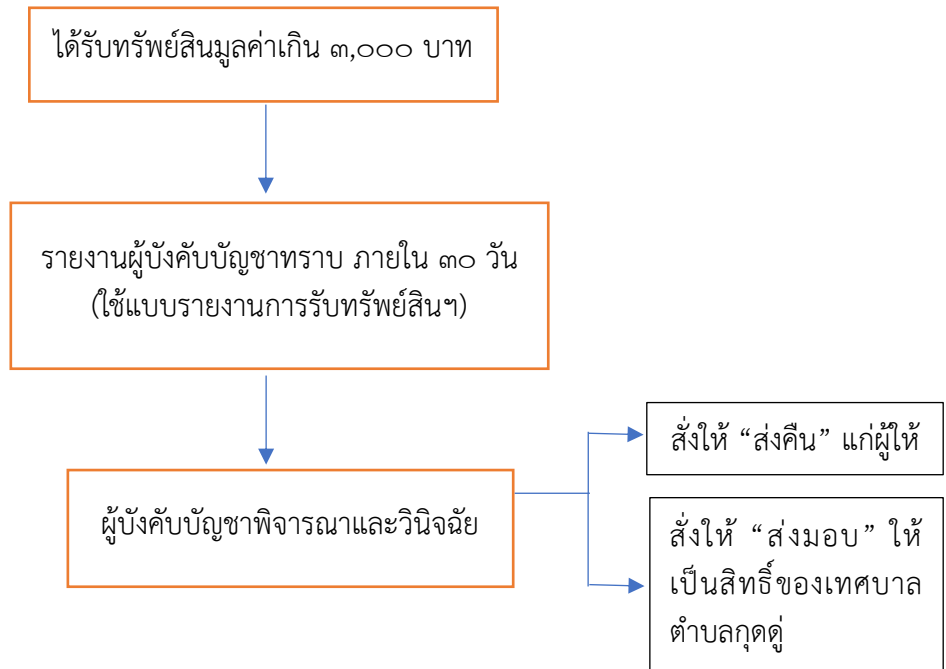 ได้รับทรัพย์สินมูลค่าเกิน ๓,๐๐๐ บาท
รายงานผู้บังคับบัญชาทราบ ภายใน ๓๐ วัน
(ใช้แบบรายงานการรับทรัพย์สินฯ)
ผู้บังคับบัญชาพิจารณาและวินิจฉัย
สั่งให้ “ส่งคืน” แก่ผู้ให้
สั่งให้ “ส่งมอบ” ให้
เป็นสิทธิ์ของเทศบาล
ตำบลกุดดู่